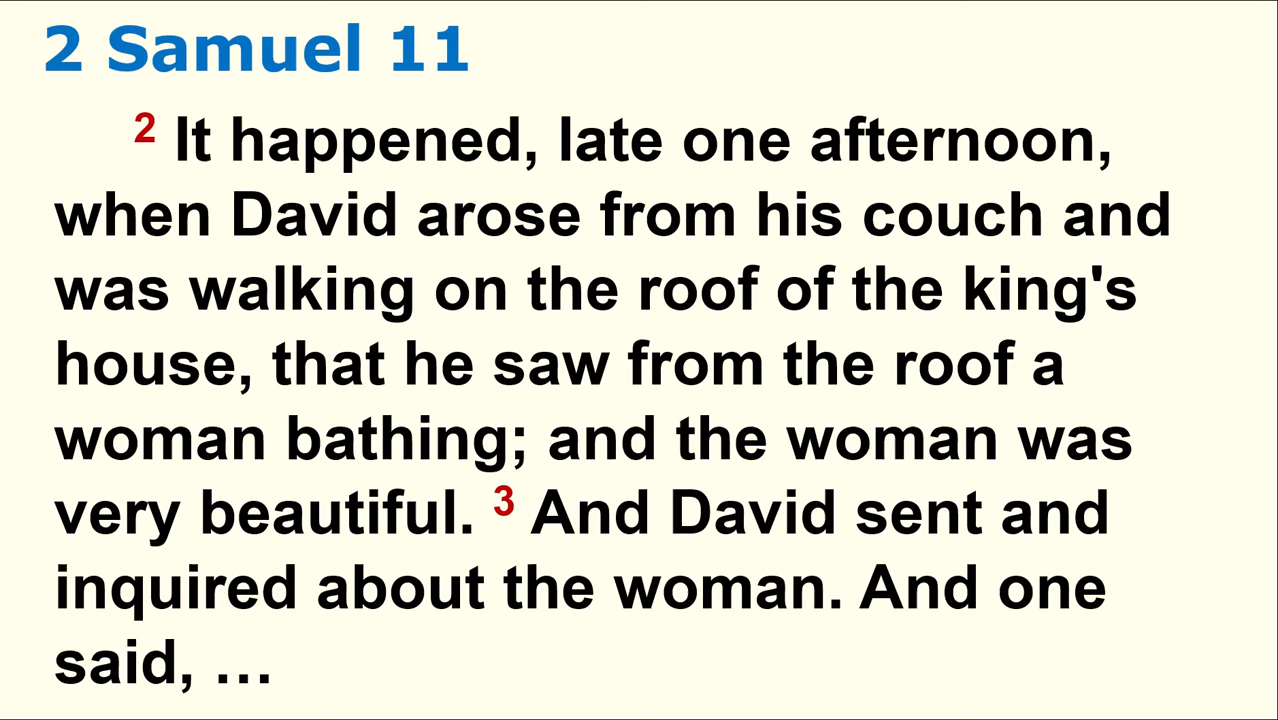 2 Samuel 11
2 It happened, late one afternoon,
when David arose from his couch and
was walking on the roof of the king's
house, that he saw from the roof a
woman bathing; and the woman was
very beautiful. 3 And David sent and
inquired about the woman. And one
said, …